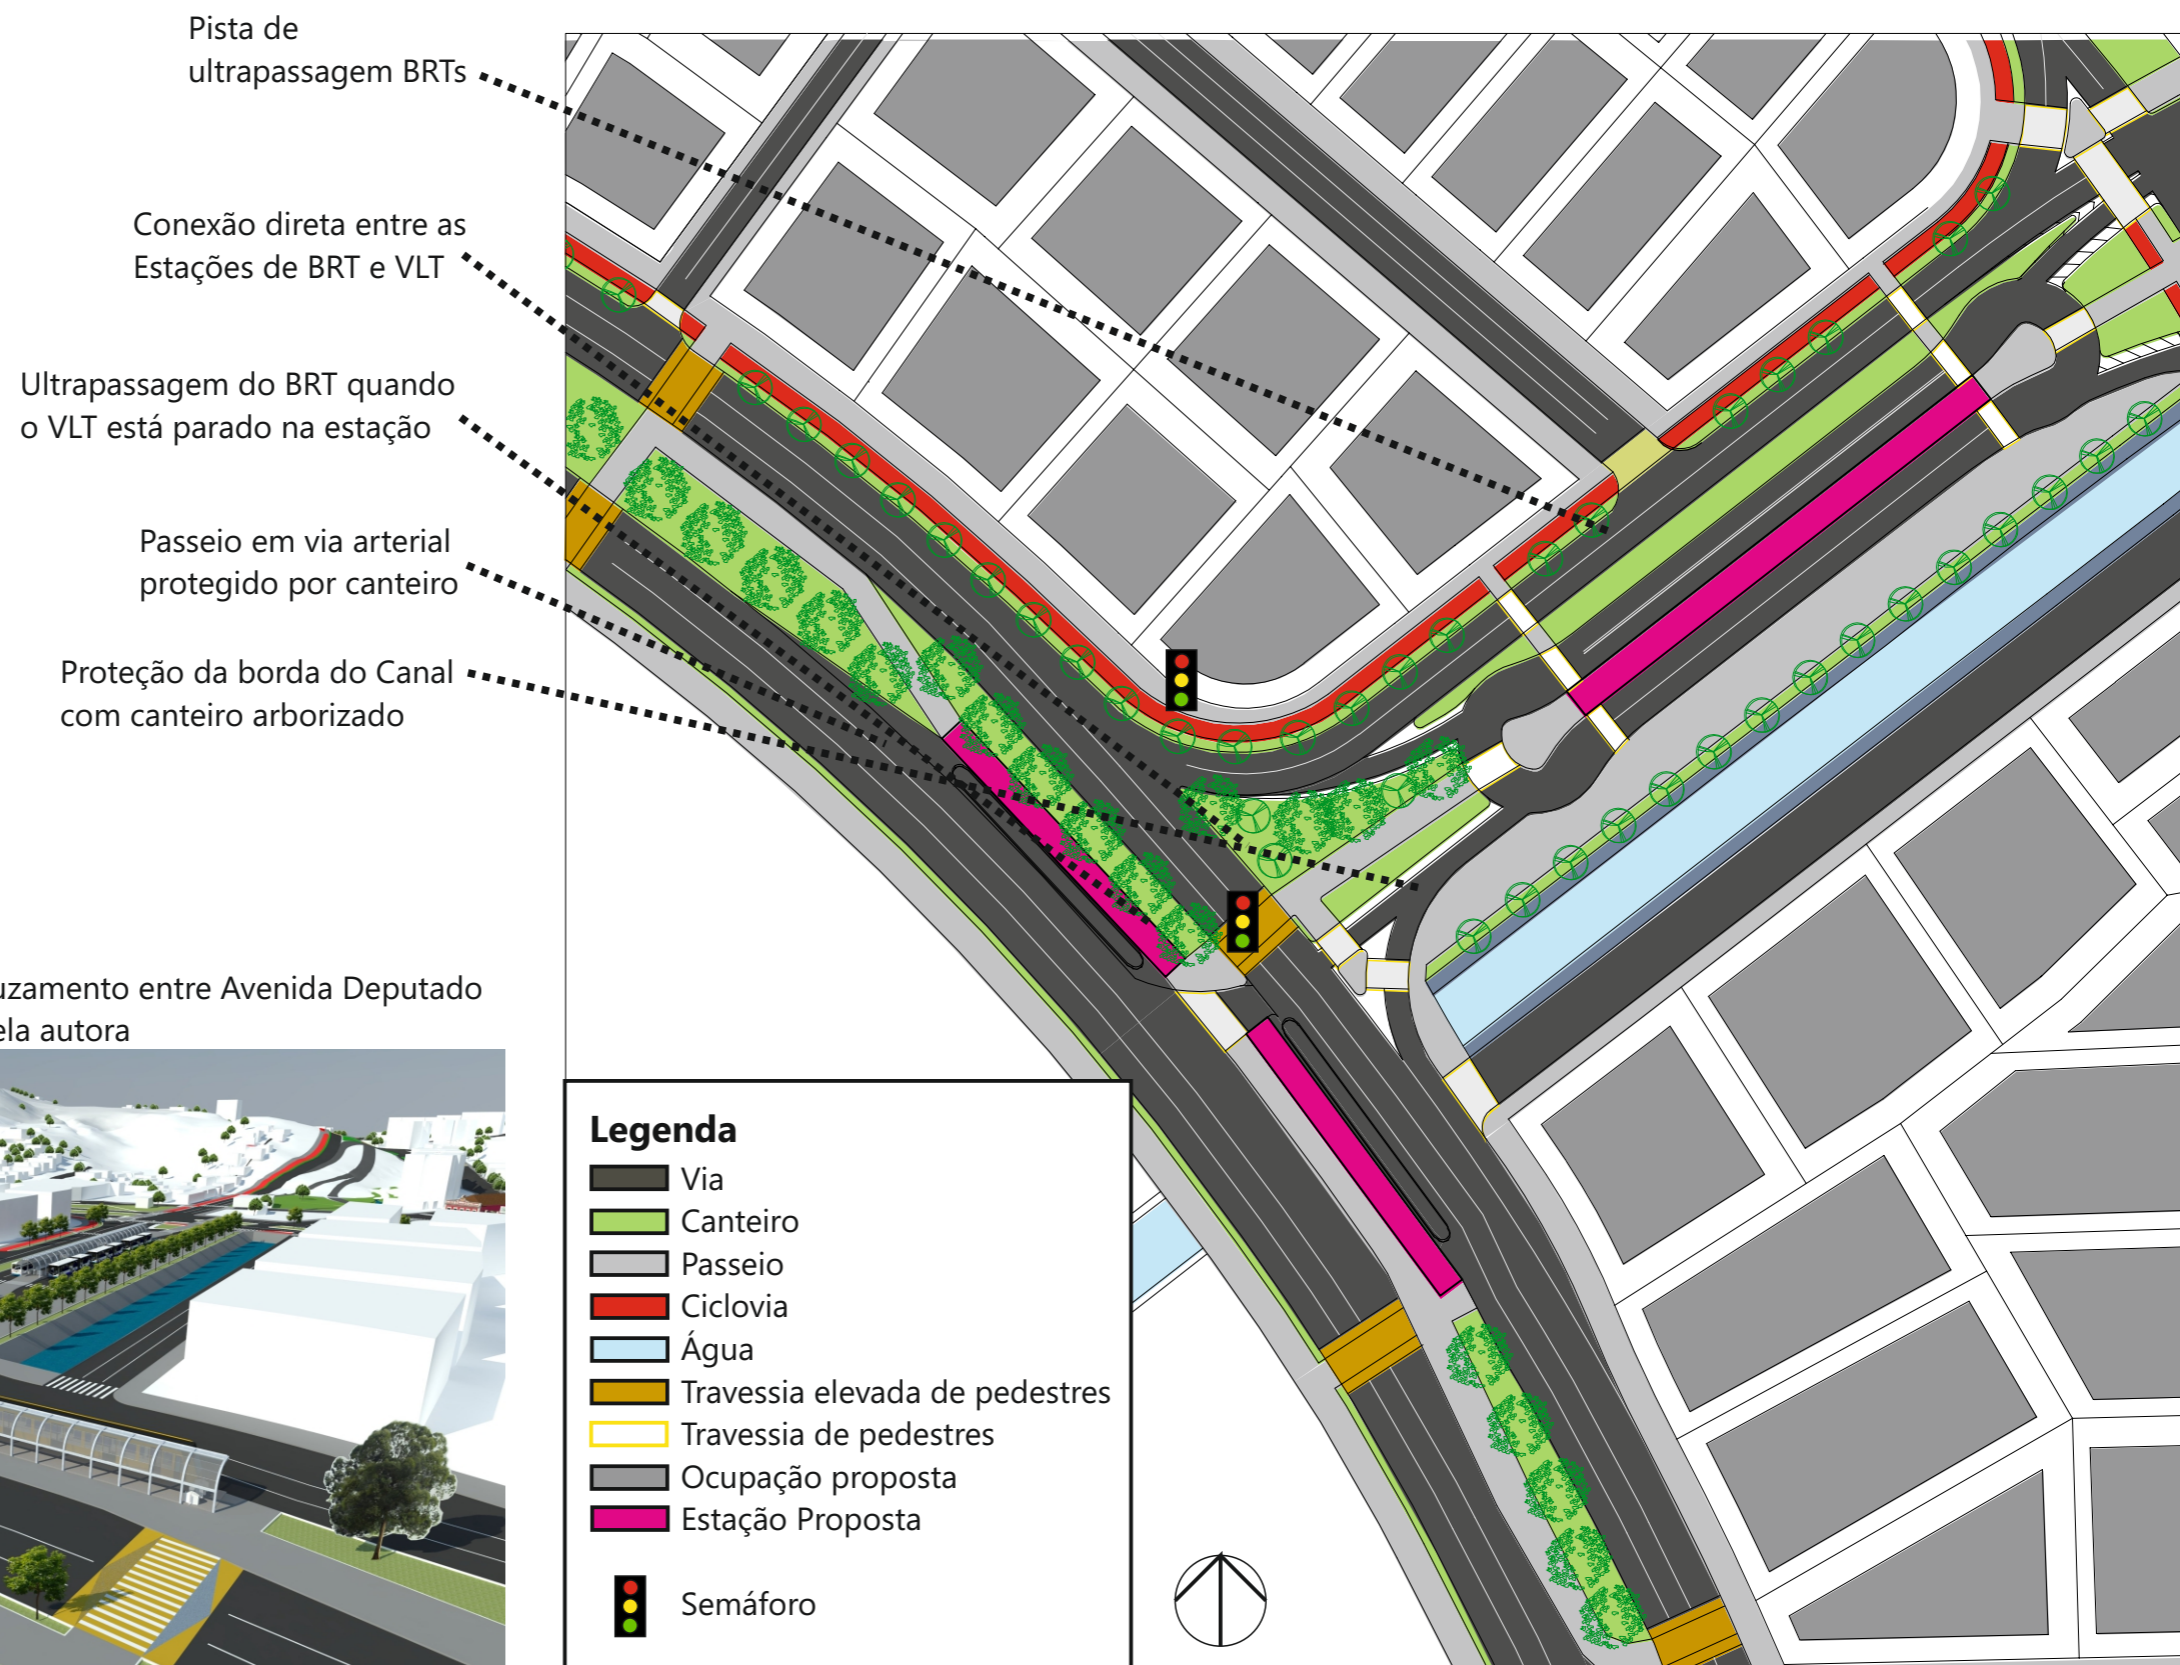 Pista de
ultrapassagem BRTs
Conexão direta entre as
Estações de BRT e VLT
Ultrapassagem do BRT quando
o VLT está parado na estação
Passeio em via arterial
protegido por canteiro
Proteção da borda do Canal
com canteiro arborizado
uzamento entre Avenida Deputado
ela autora
Legenda
Via
Canteiro
Passeio
Ciclovia
Água
Travessia elevada de pedestres
Travessia de pedestres
Ocupação proposta
Estação Proposta
Semáforo